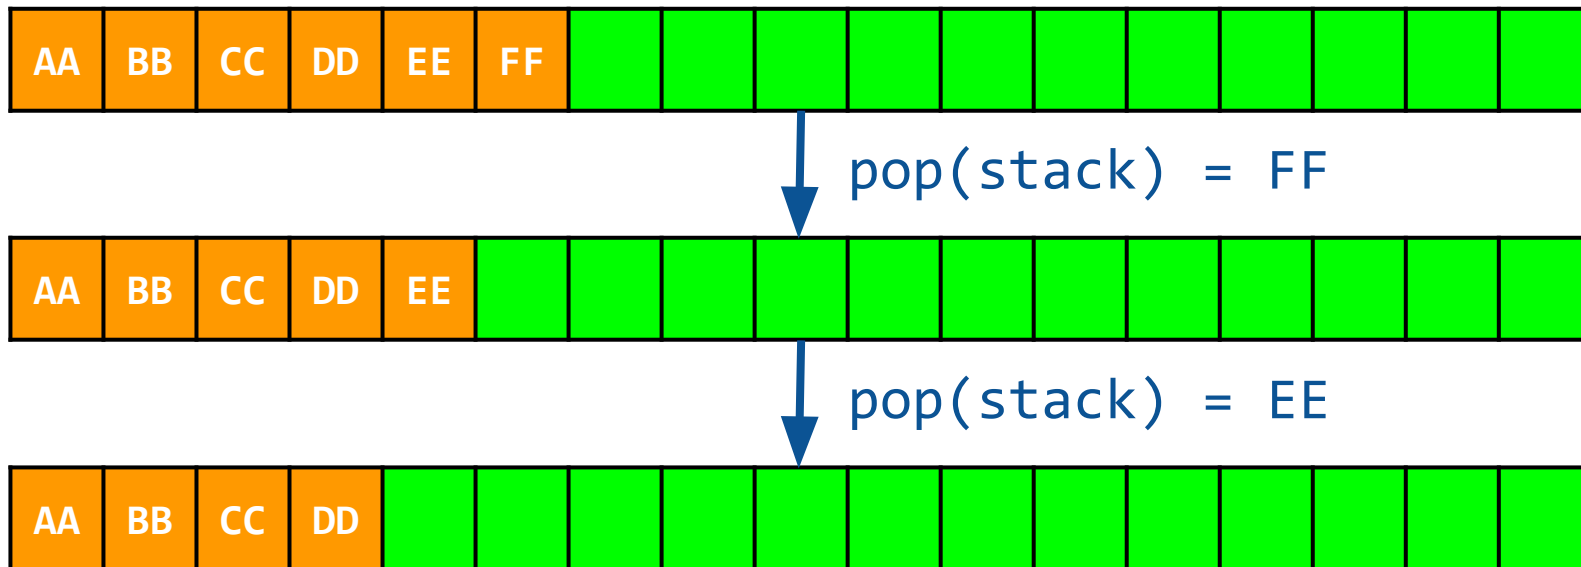 AA BB CC DD EE FF
pop(stack) = FF
AA BB CC DD EE
pop(stack) = EE
AA BB CC DD